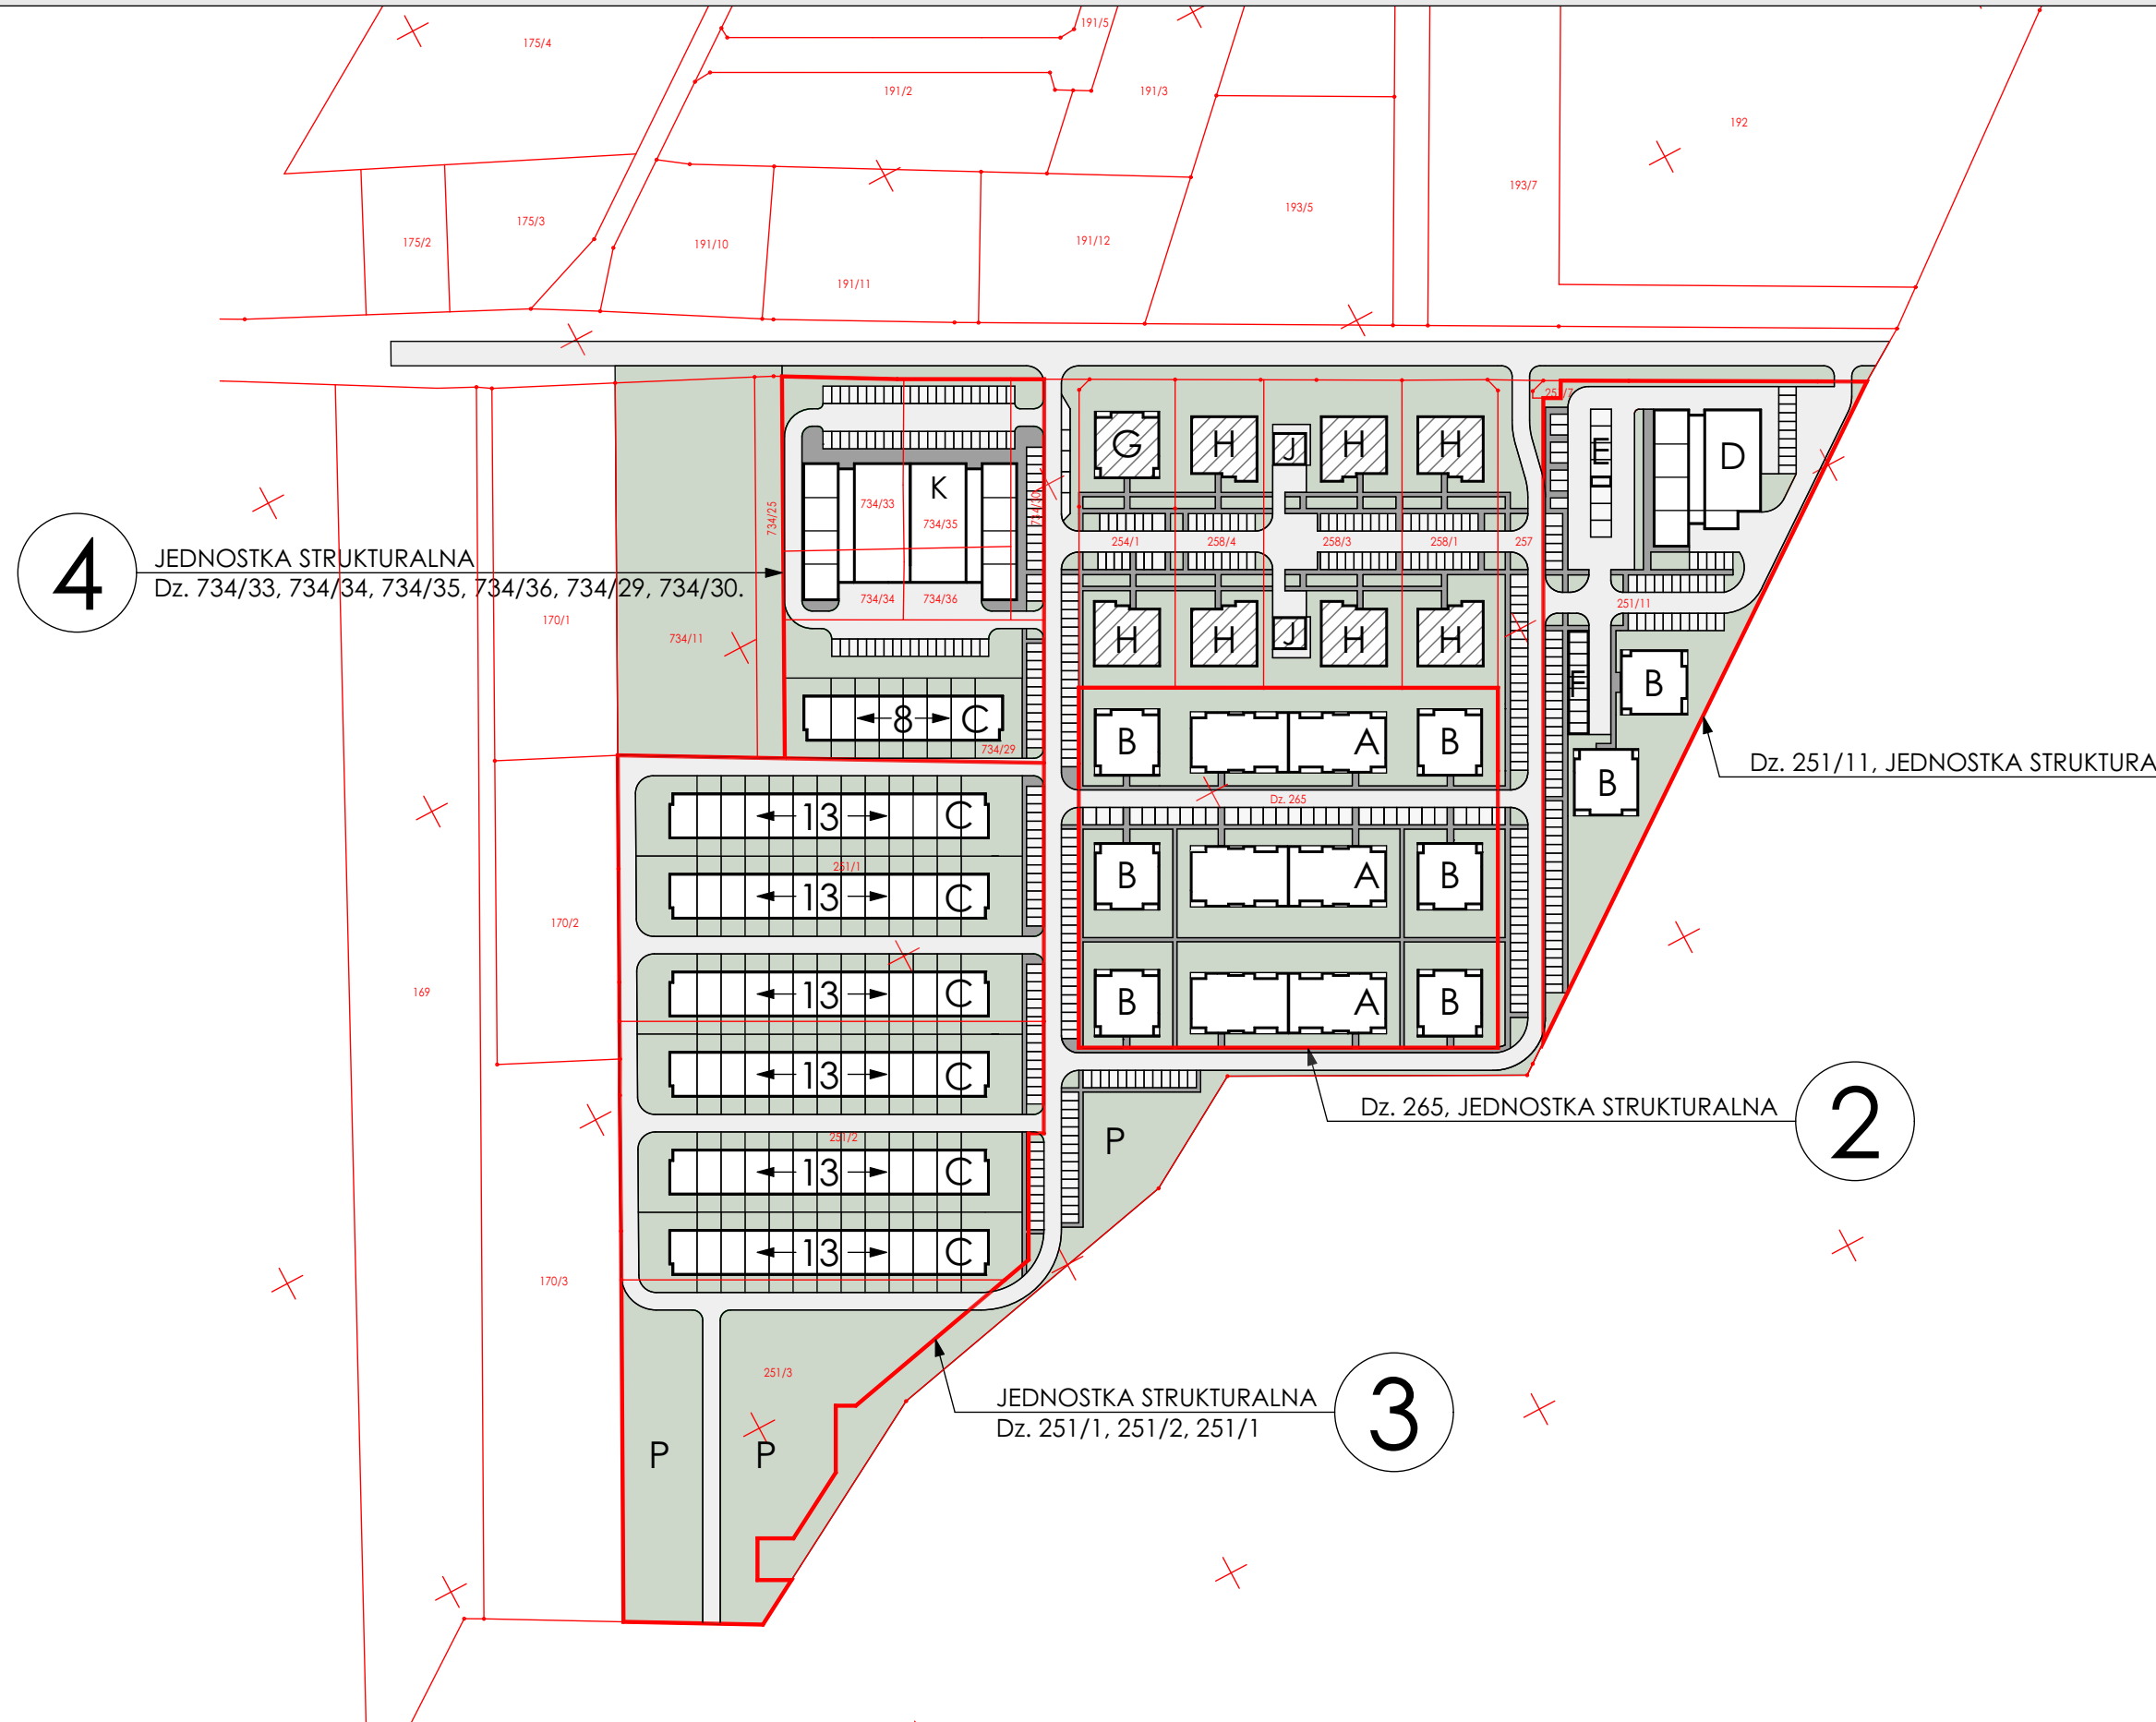 191/5
175/4
191/2
191/3
192
193/7
193/5
175/3
175/2
191/10
191/12
191/11
K
734/33
734/35
734/34
734/36
734/25
734/30
G
H
J
H
H
E
D
254/1
258/4
258/3
258/1
257
251/11
4
JEDNOSTKA STRUKTURALNA
Dz. 734/33, 734/34, 734/35, 734/36, 734/29, 734/30.
170/1
734/11
H
H
J
H
H
F
B
8
C
734/29
B
A
B
B
Dz. 251/11, JEDNOSTKA STRUKTURA
Dz. 265
13
C
251/1
13
C
B
A
B
170/2
169
13
C
B
A
B
13
C
Dz. 265, JEDNOSTKA STRUKTURALNA
2
P
251/2
13
C
13
C
170/3
251/3
JEDNOSTKA STRUKTURALNA
Dz. 251/1, 251/2, 251/1
3
P
P